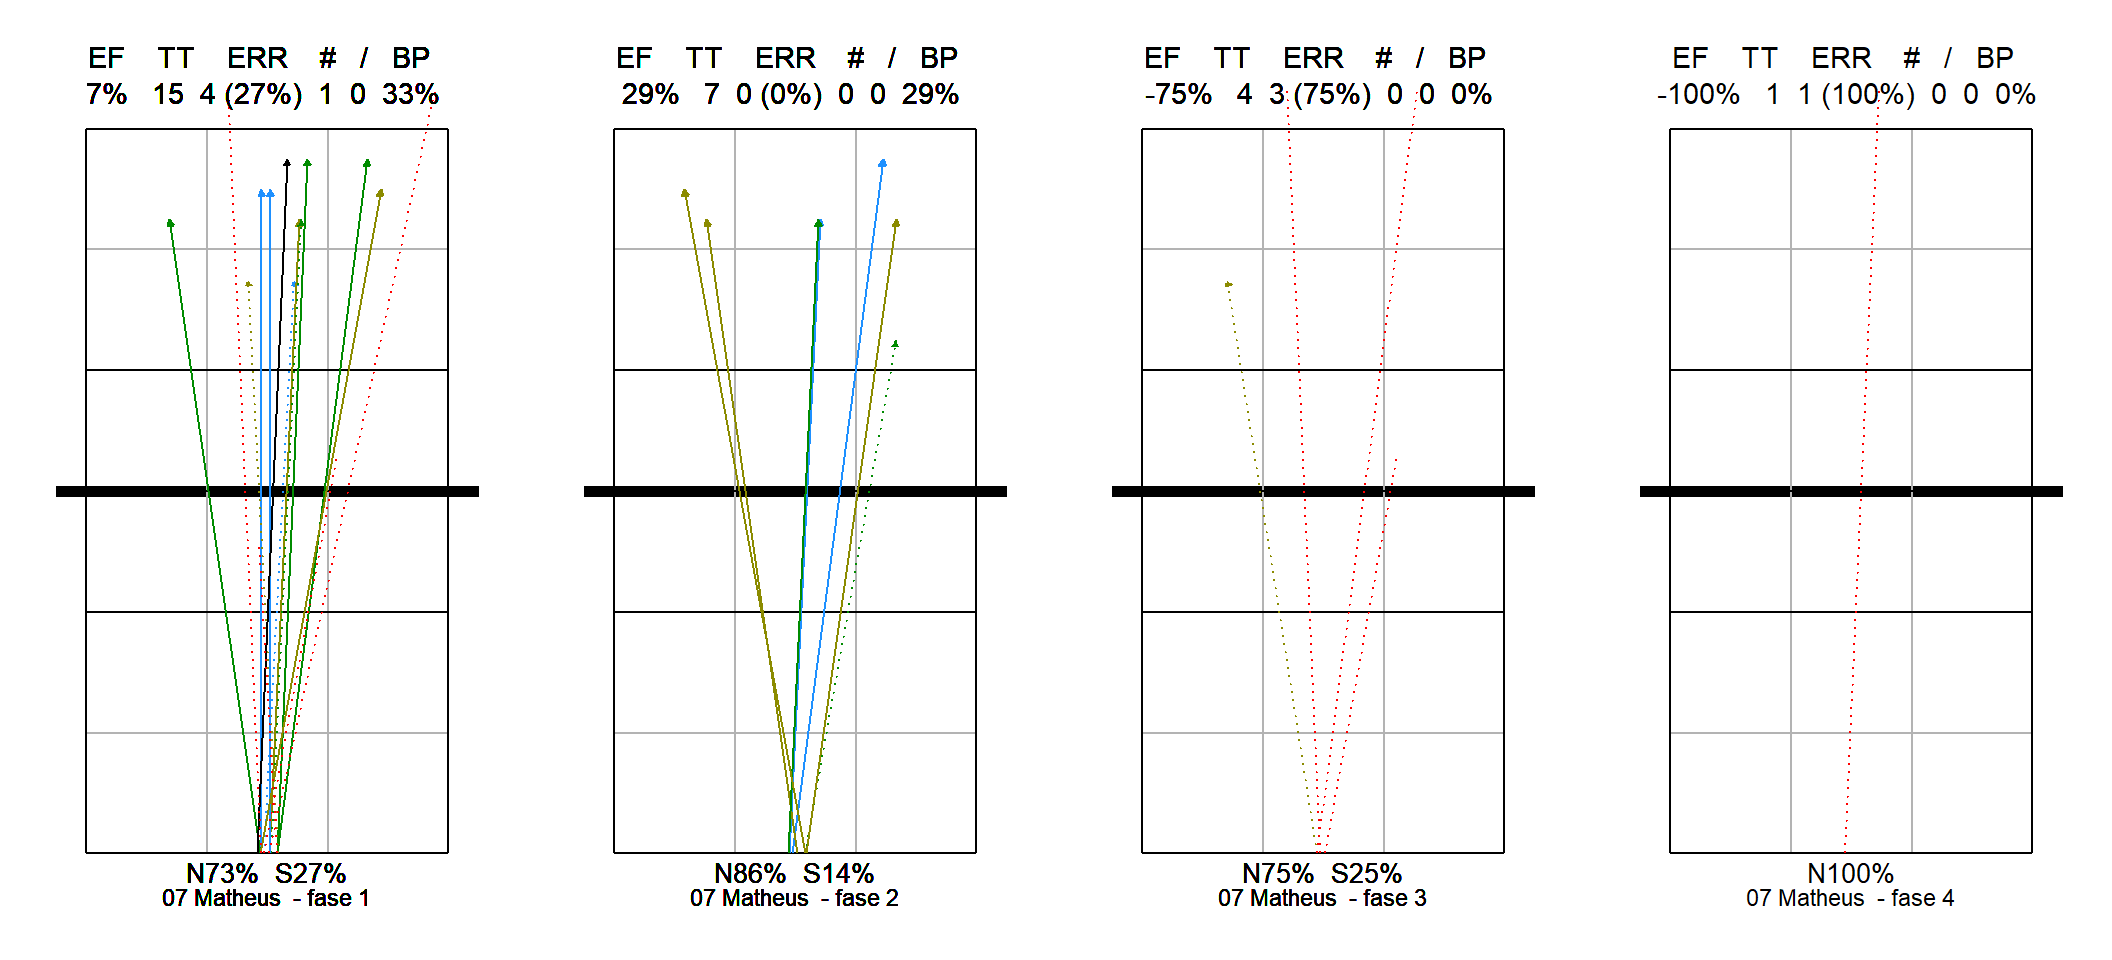 EF TT ERR # / BP
7% 15 4 (27%) 1 0 33%
N73% S27%
07 Matheus - fase 1
EF TT ERR # / BP
29% 7 0 (0%) 0 0 29%
N86% S14%
07 Matheus - fase 2
EF TT ERR # / BP
-75% 4 3 (75%) 0 0 0%
N75% S25%
07 Matheus - fase 3
EF TT ERR # / BP
-100% 1 1 (100%) 0 0 0%
N100%
07 Matheus - fase 4